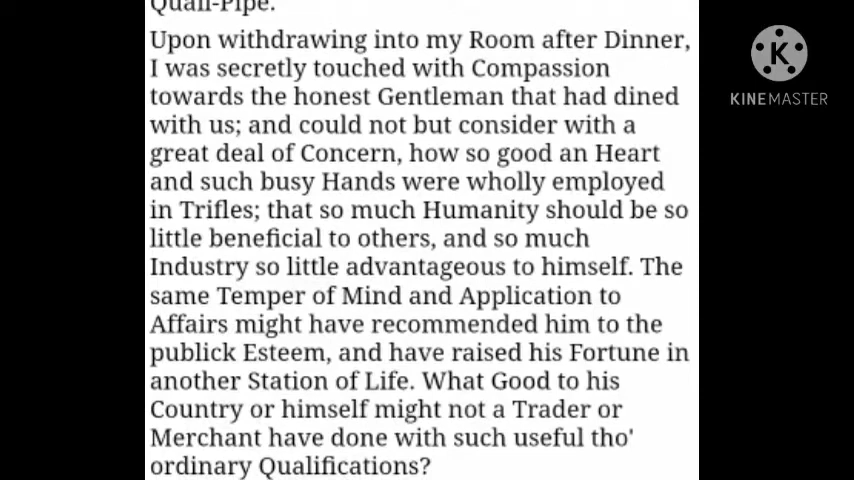 Quail-Pipe.
Upon withdrawing into my Room after Dinner,
I was secretly touched with Compassion
towards the honest Gentleman that had dined
with us; and could not but consider with a
great deal of Concern, how so good an Heart
and such busy Hands were wholly employed
in Trifles; that so much Humanity should be so
little beneficial to others, and so much
Industry so little advantageous to himself. The
same Temper of Mind and Application to
Affairs might have recommended him to the
publick Esteem, and have raised his Fortune in
another Station of Life. What Good to his
Country or himself might not a Trader or
Merchant have done with such useful tho'
ordinary Qualifications?
K
KINEMASTER